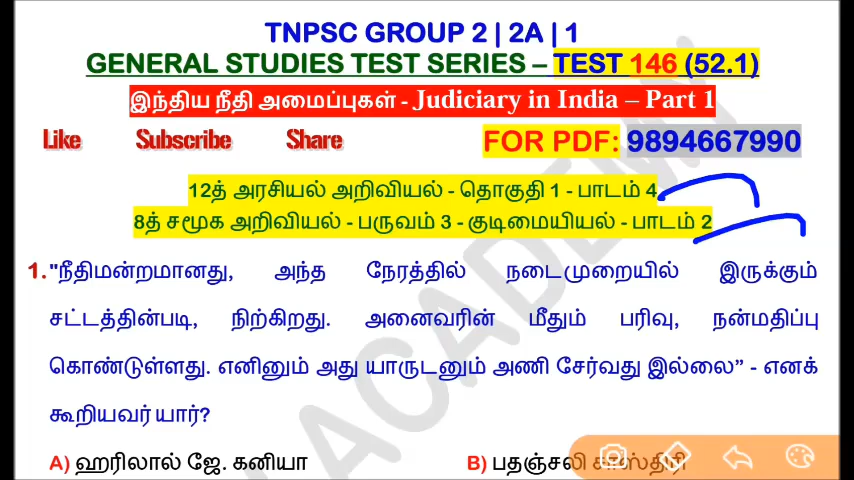 TNPSC GROUP 2 | 2A | 1
GENERAL STUDIES TEST SERIES – TEST 146 (52.1)
இந்திய நீதி அமைப்புகள் - Judiciary in India – Part 1
Like Subscribe Share FOR PDF: 9894667990
12த் அரசியல் அறிவியல் - தொகுதி 1 - பாடம் 4
8த் சமூக அறிவியல் - பருவம் 3 - குடிமையியல் - பாடம் 2
1. "நீதிமன்றமானது, அந்த நேரத்தில் நடைமுறையில் இருக்கும்
சட்டத்தின்படி, நிற்கிறது. அனைவரின் மீதும் பரிவு, நன்மதிப்பு
கொண்டுள்ளது. எனினும் அது யாருடனும் அணி சேர்வது இல்லை” - எனக்
கூறியவர் யார்?
A) ஹரிலால் ஜே. கனியா B) பதஞ்சலி சாஸ்திரி
ACADEMY